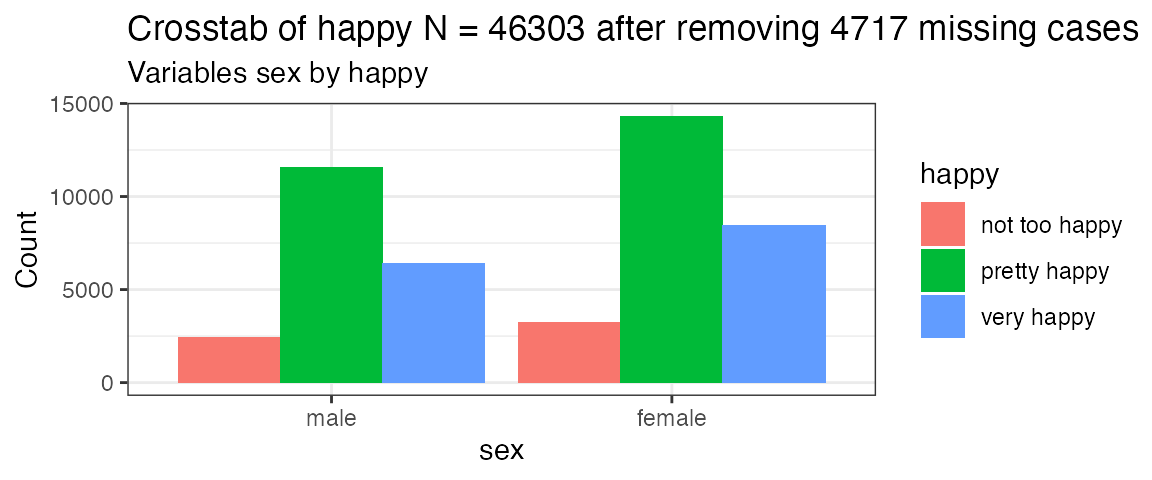 Crosstab of happy N = 46303 after removing 4717 missing cases
Variables sex by happy
15000
10000
5000
0
Count
male
female
sex
happy
not too happy
pretty happy
very happy